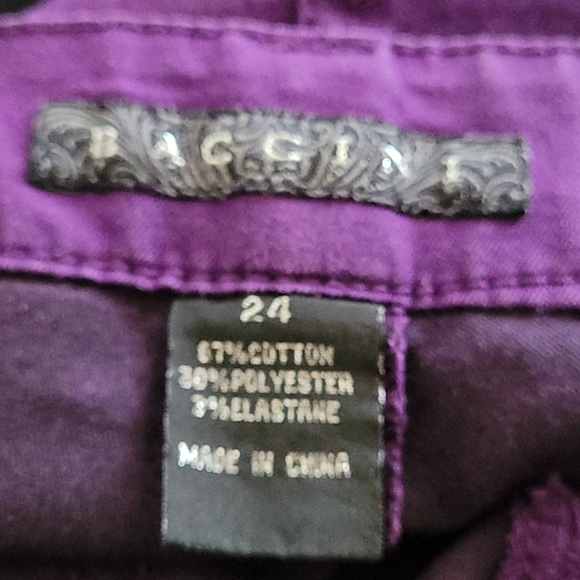 BACCINI
24
67%COTTON
30%POLYESTER
3%ELASTANE
MADE IN CHINA